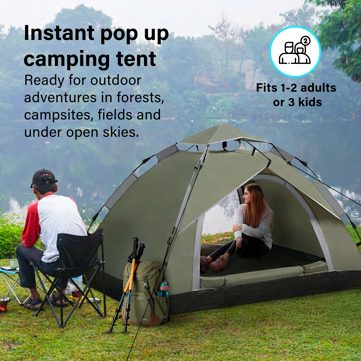 Instant pop up
camping tent
Ready for outdoor
adventures in forests,
campsites, fields and
under open skies.
2
Fits 1-2 adults
or 3 kids